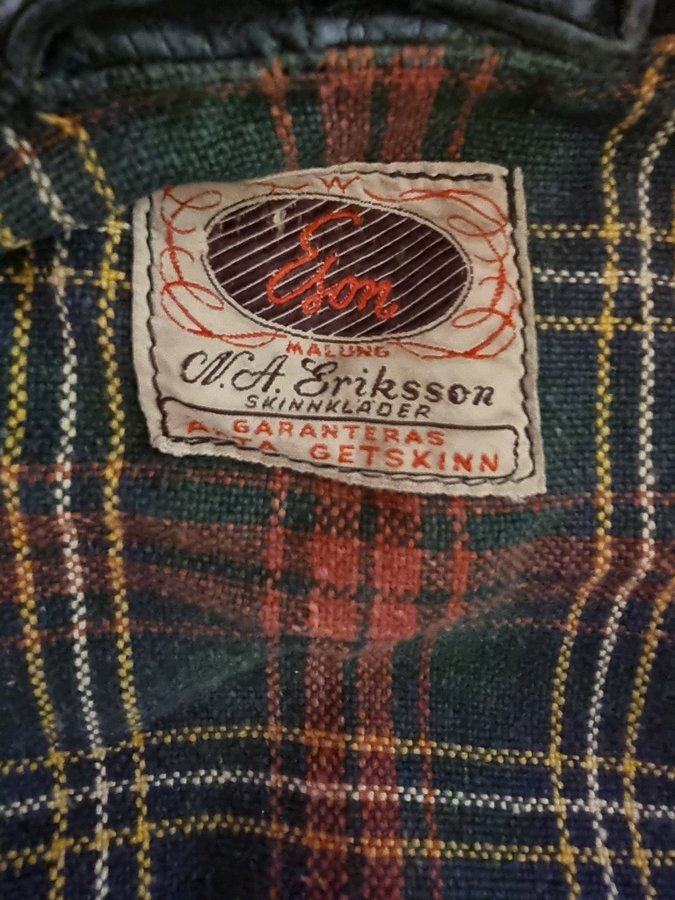 Eson
MALUNG
N.A. Eriksson
SKINNKLÄDER
GARANTERAS
GETSKINN